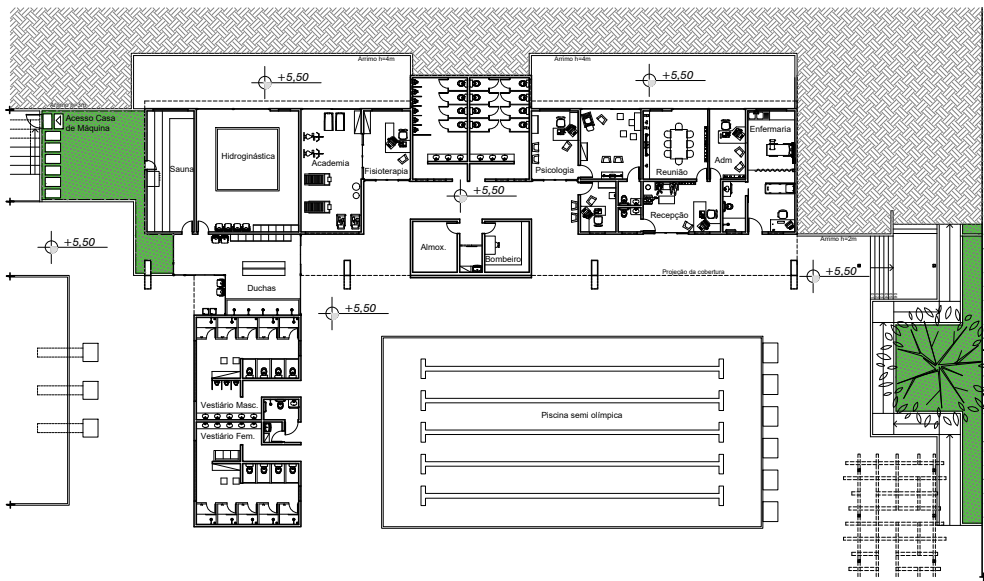 Arrimo h=4m
Arrimo h=4m
+5,50
+5,50
Arrimo h=3m
Acesso Casa
de Máquina
Sauna
Hidroginástica
Academia
Fisioterapia
Psicologia
Reunião
Adm
Enfermaria
+5,50
Recepção
Almox.
Bombeiro
+5,50
Arrimo h=2m
Projeção da cobertura
+5,50
Duchas
+5,50
Vestiário Masc.
Vestiário Fem.
Piscina semi olímpica